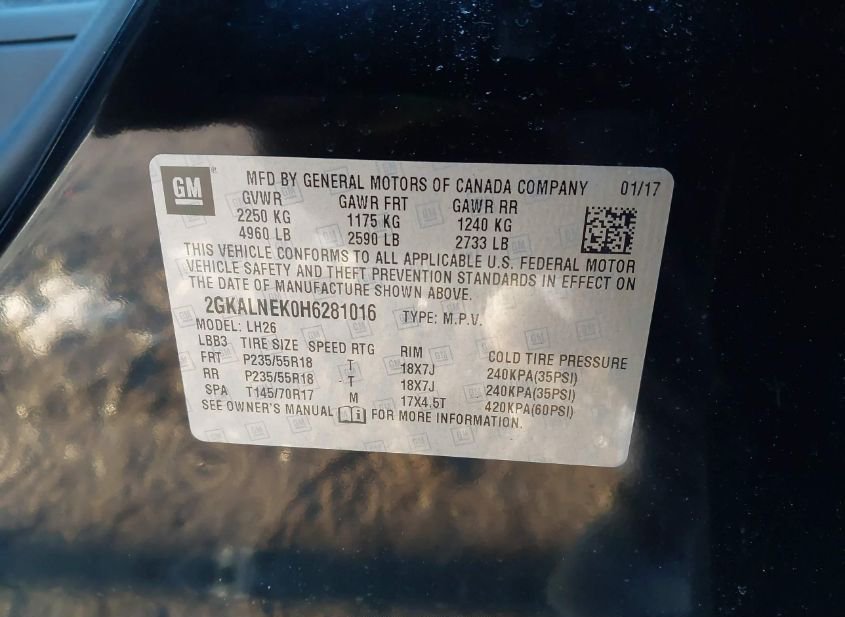 GM ® MFD BY GENERAL MOTORS OF CANADA COMPANY 01/17
GVWR GAWR FRT GAWR RR
2250 KG 1175 KG 1240 KG
4960 LB 2590 LB 2733 LB
THIS VEHICLE CONFORMS TO ALL APPLICABLE U.S. FEDERAL MOTOR
VEHICLE SAFETY AND THEFT PREVENTION STANDARDS IN EFFECT ON
THE DATE OF MANUFACTURE SHOWN ABOVE.
2GKALNEK0H6281016 TYPE: M.P.V.
MODEL: LH26
LBB3 TIRE SIZE SPEED RTG RIM COLD TIRE PRESSURE
FRT P235/55R18 T 18X7J 240KPA(35PSI)
RR P235/55R18 T 18X7J 240KPA(35PSI)
SPA T145/70R17 M 17X4.5T 420KPA(60PSI)
SEE OWNER'S MANUAL i FOR MORE INFORMATION.